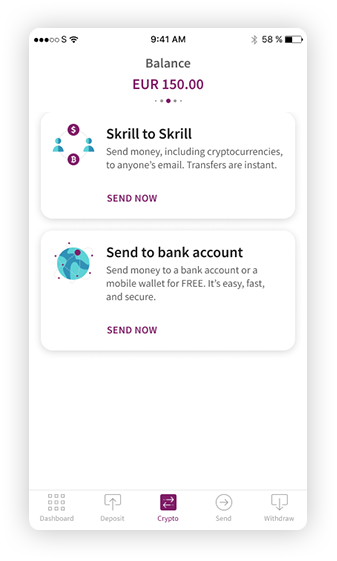 S 9:41 AM 58 %
Balance
EUR 150.00
$
Skrill to Skrill
Send money, including cryptocurrencies,
to anyone's email. Transfers are instant.
SEND NOW
Send to bank account
Send money to a bank account or a
mobile wallet for FREE. It's easy, fast,
and secure.
SEND NOW
Dashboard Deposit Crypto Send Withdraw